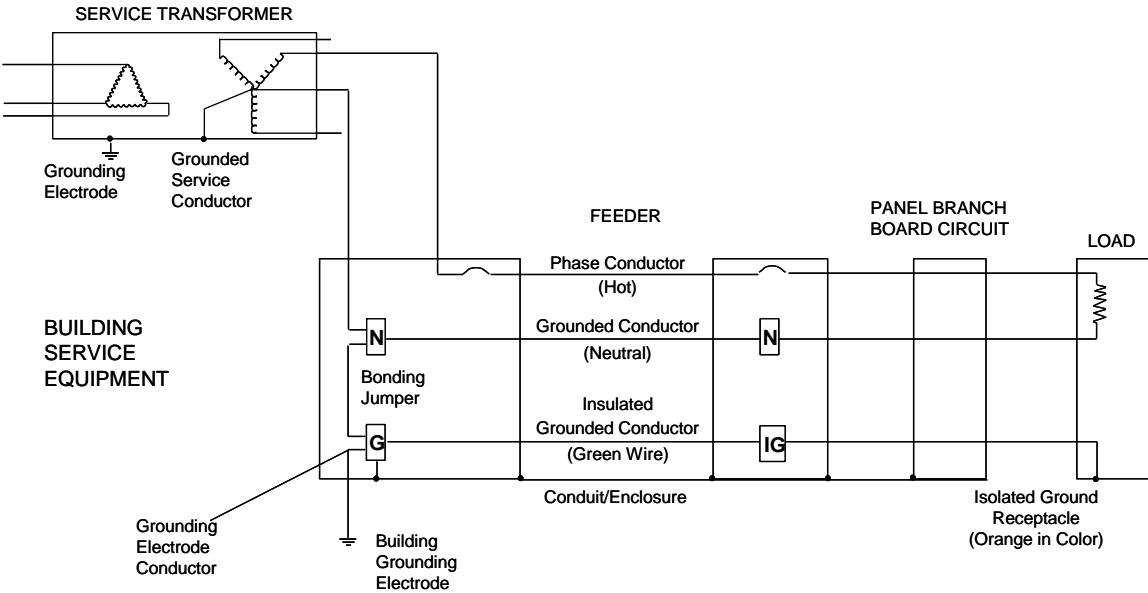 SERVICE TRANSFORMER
Grounding
Electrode
Grounded
Service
Conductor
FEEDER
PANEL BRANCH
BOARD CIRCUIT
LOAD
Phase Conductor
(Hot)
BUILDING
SERVICE
EQUIPMENT
N
Grounded Conductor
(Neutral)
N
Bonding
Jumper
Insulated
Grounded Conductor
(Green Wire)
G
IG
Conduit/Enclosure
Isolated Ground
Receptacle
(Orange in Color)
Grounding
Electrode
Conductor
Building
Grounding
Electrode